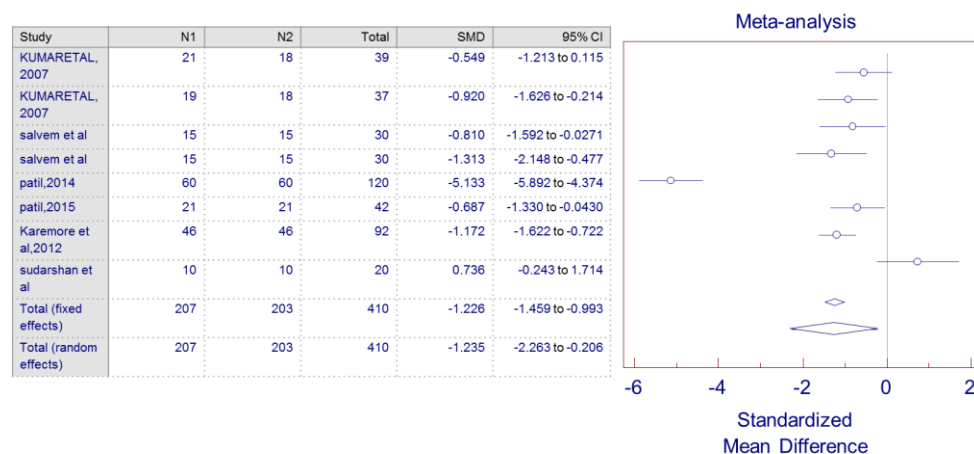 Study N1 N2 Total SMD 95% CI
KUMARETAL, 21 18 39 -0.549 -1.213 to 0.115
2007
KUMARETAL, 19 18 37 -0.920 -1.626 to -0.214
2007
salvem et al 15 15 30 -0.810 -1.592 to -0.0271
salvem et al 15 15 30 -1.313 -2.148 to -0.477
patil,2014 60 60 120 -5.133 -5.892 to -4.374
patil,2015 21 21 42 -0.687 -1.330 to -0.0430
Karemore et 46 46 92 -1.172 -1.622 to -0.722
al,2012
sudarshan et 10 10 20 0.736 -0.243 to 1.714
al
Total (fixed 207 203 410 -1.226 -1.459 to -0.993
effects)
Total (random 207 203 410 -1.235 -2.263 to -0.206
effects)
Meta-analysis
-6 -4 -2 0 2
Standardized
Mean Difference